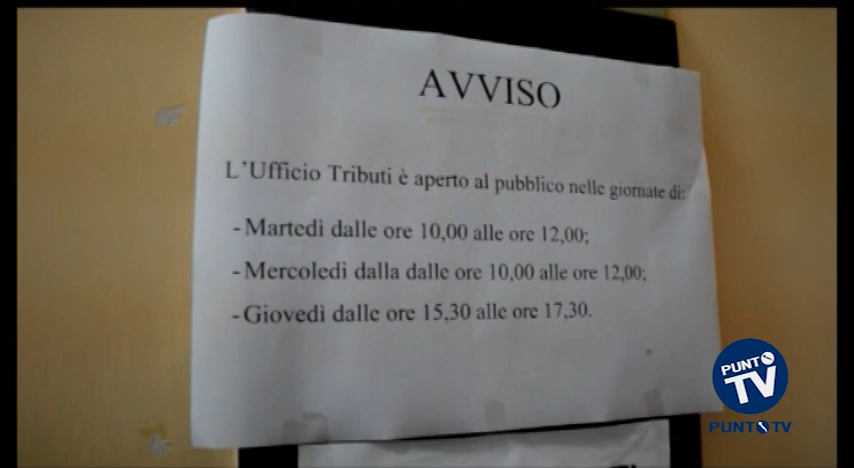 AVVISO
L'Ufficio Tributi è aperto al pubblico nelle giornate di:
- Martedì dalle ore 10,00 alle ore 12,00;
- Mercoledì dalla dalle ore 10,00 alle ore 12,00;
- Giovedì dalle ore 15,30 alle ore 17,30.
PUNTO
TV
PUNTO TV